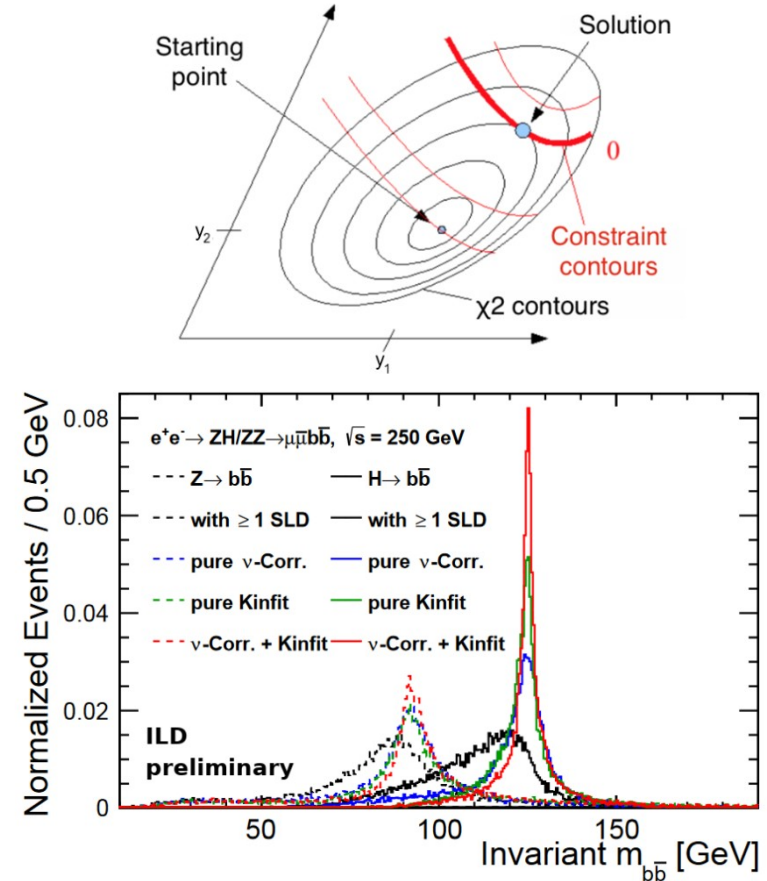 Starting
point
Solution
0
Constraint
contours
χ2 contours
y₂
y₁
Normalized Events / 0.5 GeV
0.08
0.06
0.04
0.02
0
e⁺e⁻→ ZH/ZZ→μμ̅bb̅, √s = 250 GeV
Z→ bb̅
H→ bb̅
with ≥ 1 SLD
with ≥ 1 SLD
pure ν-Corr.
pure ν-Corr.
pure Kinfit
pure Kinfit
ν-Corr. + Kinfit
ν-Corr. + Kinfit
ILD
preliminary
50
100
150
Invariant m_bb̅ [GeV]